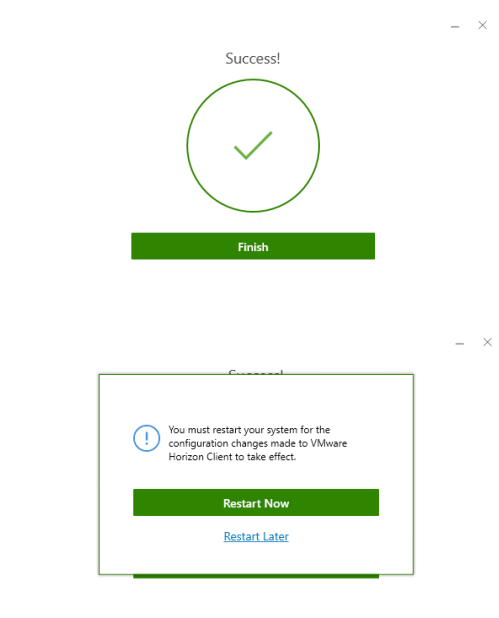 Success!
Finish
Success!
You must restart your system for the
configuration changes made to VMware
Horizon Client to take effect.
Restart Now
Restart Later